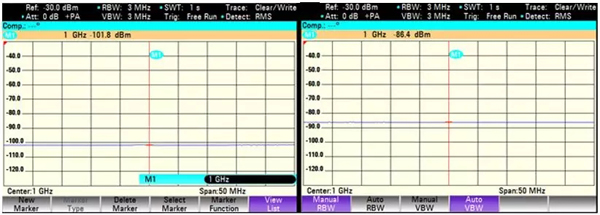 Ref: -30.0 dBm • RBW: 3 MHz • SWT: 1 s Trace: Clear/Write
• Att: 0 dB •PA VBW: 3 MHz Trig: Free Run • Detect: RMS
Comp.: ---°
M1 1 GHz -101.8 dBm
M1
-40.0
-50.0
-60.0
-70.0
-80.0
-90.0
-100.0
-110.0
-120.0
M1 1 GHz
Center:1 GHz Span:50 MHz
New Marker
Marker Type
Delete Marker
Select Marker
Marker Function
View List
Ref: -30.0 dBm • RBW: 3 MHz • SWT: 1 s Trace: Clear/Write
• Att: 0 dB •PA VBW: 3 MHz Trig: Free Run • Detect: RMS
Comp.: ---°
M1 1 GHz -86.4 dBm
M1
-40.0
-50.0
-60.0
-70.0
-80.0
-90.0
-100.0
-110.0
-120.0
Center:1 GHz Span:50 MHz
Manual RBW
Auto RBW
Manual VBW
Auto VBW